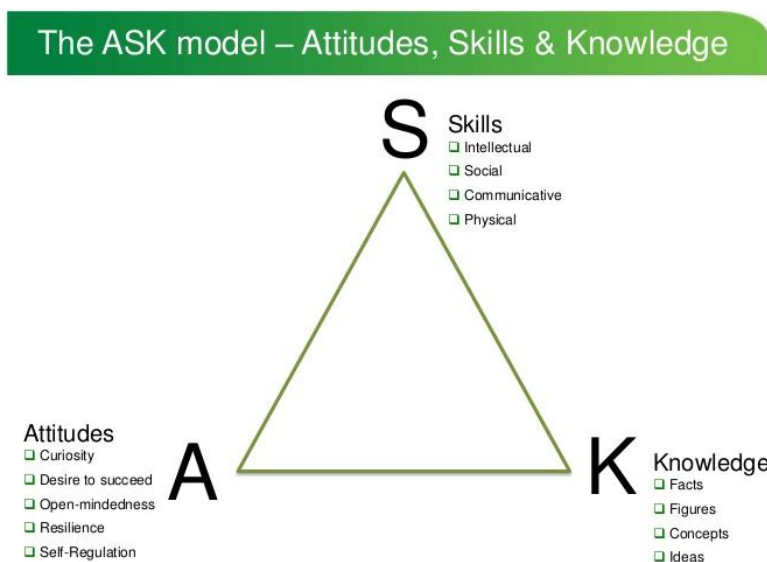 The ASK model – Attitudes, Skills & Knowledge
S
Skills
Intellectual
Social
Communicative
Physical
Attitudes
Curiosity
Desire to succeed
Open-mindedness
Resilience
Self-Regulation
A
K
Knowledge
Facts
Figures
Concepts
Ideas